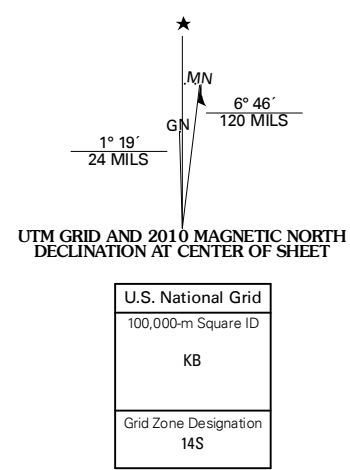 ★
MN
GN
6° 46´
120 MILS
1° 19´
24 MILS
UTM GRID AND 2010 MAGNETIC NORTH
DECLINATION AT CENTER OF SHEET
U.S. National Grid
100,000-m Square ID
KB
Grid Zone Designation
14S